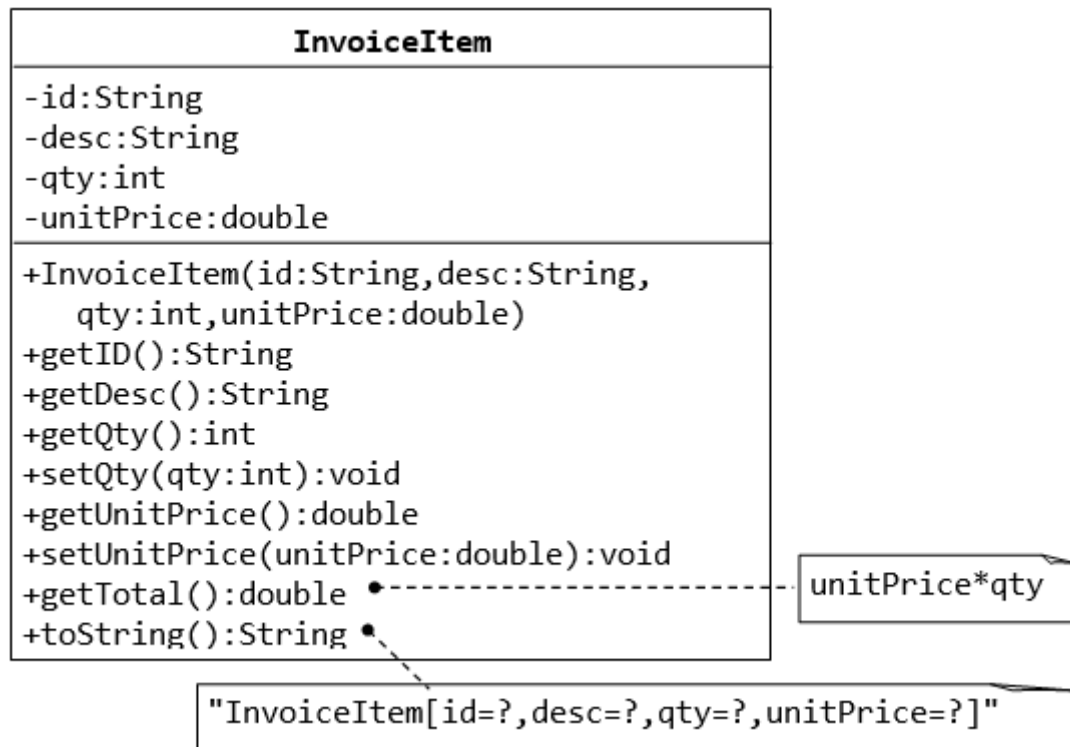 InvoiceItem
-id:String
-desc:String
-qty:int
-unitPrice:double
+InvoiceItem(id:String,desc:String,
qty:int,unitPrice:double)
+getID():String
+getDesc():String
+getQty():int
+setQty(qty:int):void
+getUnitPrice():double
+setUnitPrice(unitPrice:double):void
+getTotal():double
unitPrice*qty
+toString():String
"InvoiceItem[id=?,desc=?,qty=?,unitPrice=?]"